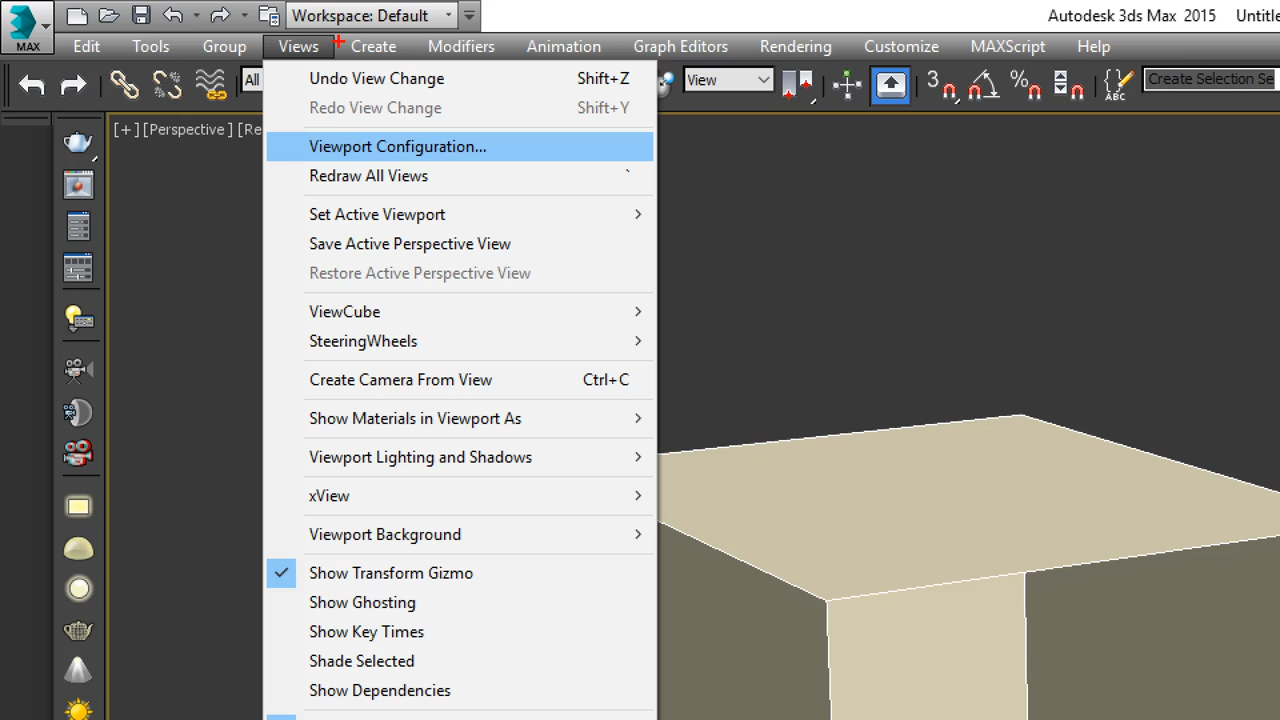 Workspace: Default
Autodesk 3ds Max 2015 Untitle
MAX
Edit Tools Group Views Create Modifiers Animation Graph Editors Rendering Customize MAXScript Help
All View 3 % ABC Create Selection Se
[+] [Perspective ] [Re
Undo View Change Shift+Z
Redo View Change Shift+Y
Viewport Configuration...
Redraw All Views `
Set Active Viewport
Save Active Perspective View
Restore Active Perspective View
ViewCube
SteeringWheels
Create Camera From View Ctrl+C
Show Materials in Viewport As
Viewport Lighting and Shadows
xView
Viewport Background
Show Transform Gizmo
Show Ghosting
Show Key Times
Shade Selected
Show Dependencies